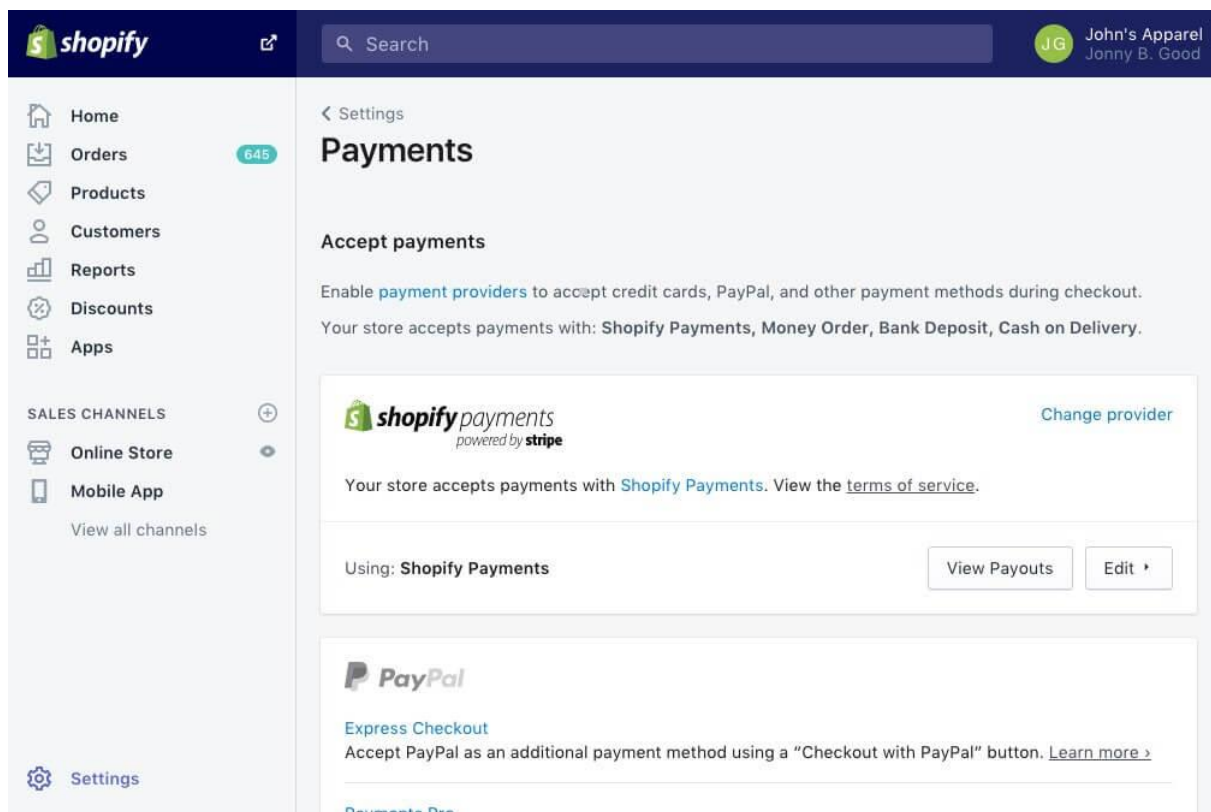 shopify
Search
JG
John's Apparel
Jonny B. Good
Home
Orders
645
Products
Customers
Reports
Discounts
Apps
SALES CHANNELS
Online Store
Mobile App
View all channels
Settings
Settings
Payments
Accept payments
Enable payment providers to accept credit cards, PayPal, and other payment methods during checkout.
Your store accepts payments with: Shopify Payments, Money Order, Bank Deposit, Cash on Delivery.
shopify payments
powered by stripe
Change provider
Your store accepts payments with Shopify Payments. View the terms of service.
Using: Shopify Payments
View Payouts
Edit
PayPal
Express Checkout
Accept PayPal as an additional payment method using a “Checkout with PayPal” button. Learn more ›
Payments Pro